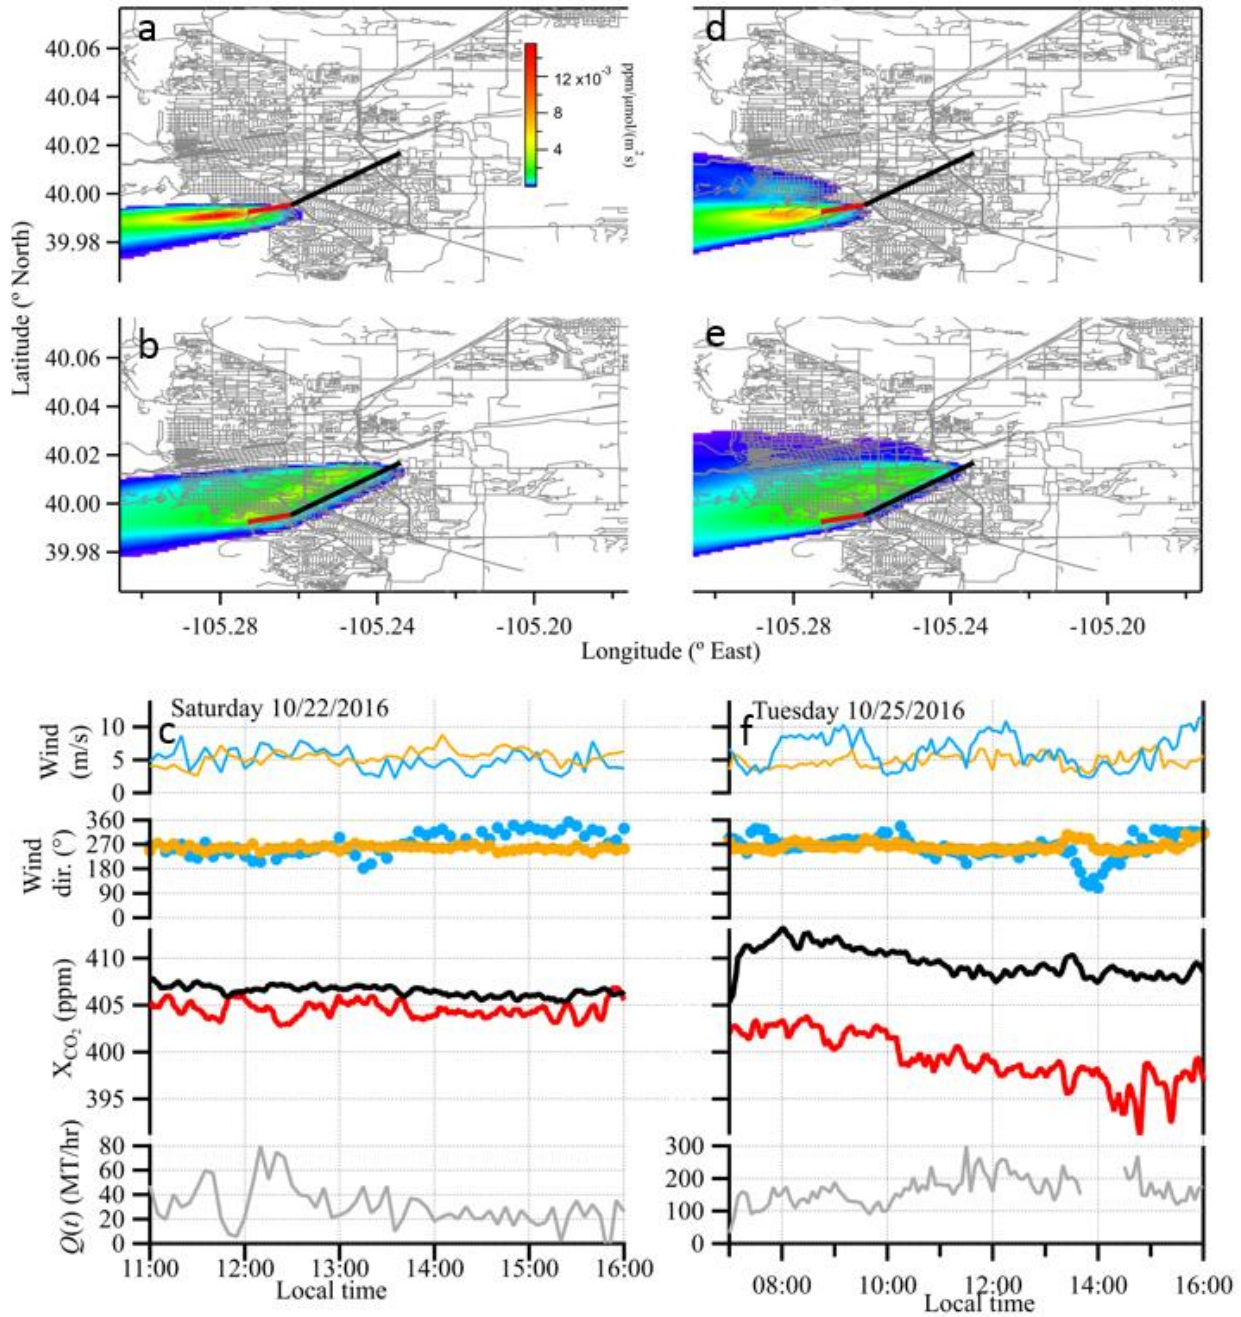 a
d
40.06
40.04
40.02
40.00
39.98
12 x10⁻³
8
4
ppm/μmol/(m²s)
b
e
40.06
40.04
40.02
40.00
39.98
Latitude (º North)
-105.28
-105.24
-105.20
-105.28
-105.24
-105.20
Longitude (º East)
c
Saturday 10/22/2016
f
Tuesday 10/25/2016
Wind
(m/s)
10
5
0
Wind
dir. (°)
360
270
180
90
0
X_CO₂ (ppm)
410
405
400
395
Q(t) (MT/hr)
80
60
40
20
0
300
200
100
0
11:00
12:00
13:00
14:00
15:00
16:00
Local time
08:00
10:00
12:00
14:00
16:00
Local time